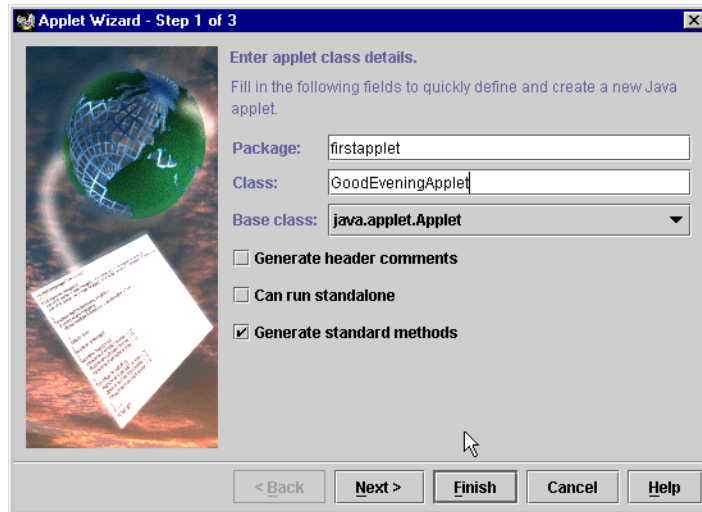 Applet Wizard - Step 1 of 3
Enter applet class details.
Fill in the following fields to quickly define and create a new Java
applet.
Package: firstapplet
Class: GoodEveningApplet
Base class: java.applet.Applet
Generate header comments
Can run standalone
Generate standard methods
< Back Next > Finish Cancel Help